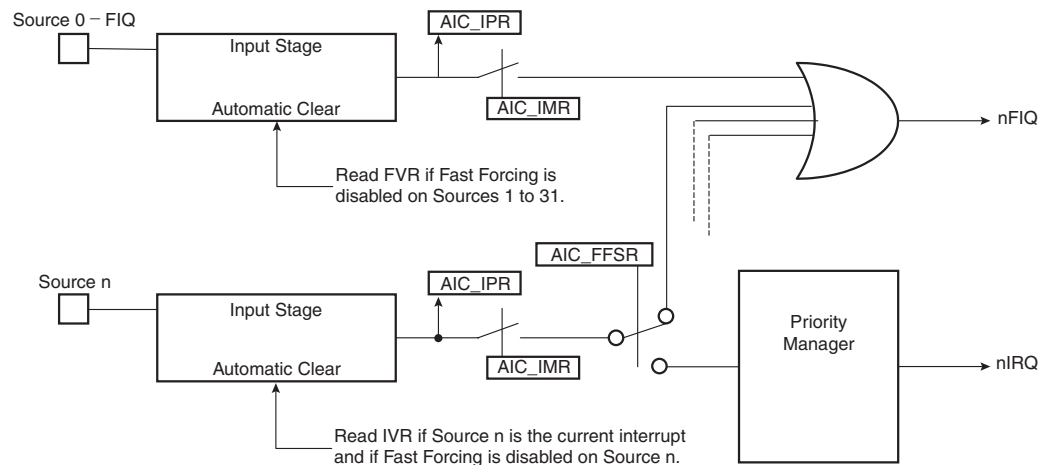 Source 0 – FIQ
AIC_IPR
Input Stage
Automatic Clear
AIC_IMR
nFIQ
Read FVR if Fast Forcing is
disabled on Sources 1 to 31.
AIC_FFSR
Source n
AIC_IPR
Input Stage
Priority
Manager
Automatic Clear
AIC_IMR
nIRQ
Read IVR if Source n is the current interrupt
and if Fast Forcing is disabled on Source n.